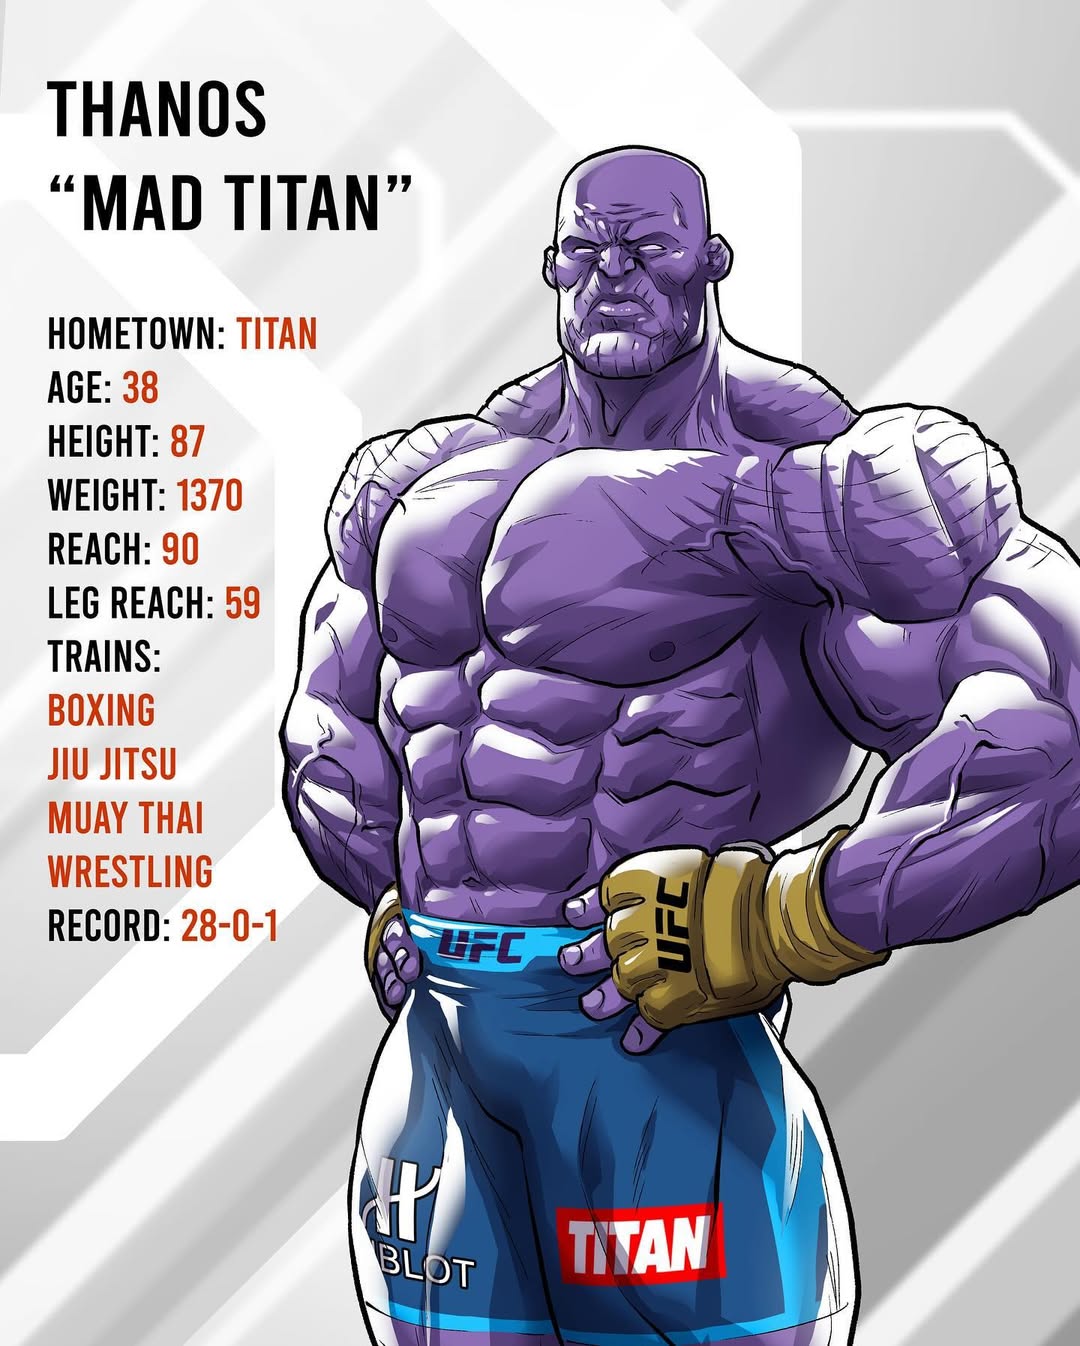 THANOS
“MAD TITAN”
HOMETOWN: TITAN
AGE: 38
HEIGHT: 87
WEIGHT: 1370
REACH: 90
LEG REACH: 59
TRAINS:
BOXING
JIU JITSU
MUAY THAI
WRESTLING
RECORD: 28-0-1
UFC
UFC
H
BLOT
TITAN